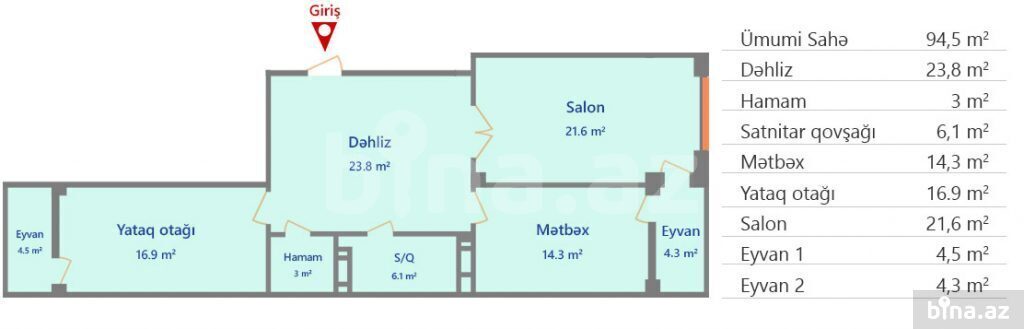 Giriş
Salon
21.6 m²
Dəhliz
23.8 m²
bina.az
Eyvan
4.5 m²
Yataq otağı
16.9 m²
Hamam
3 m²
S/Q
6.1 m²
Mətbəx
14.3 m²
Eyvan
4.3 m²
Ümumi Sahə 94,5 m²
Dəhliz 23,8 m²
Hamam 3 m²
Satnitar qovşağı 6,1 m²
Mətbəx 14,3 m²
Yataq otağı 16.9 m²
Salon 21,6 m²
Eyvan 1 4,5 m²
Eyvan 2 4,3 m²
bina.az